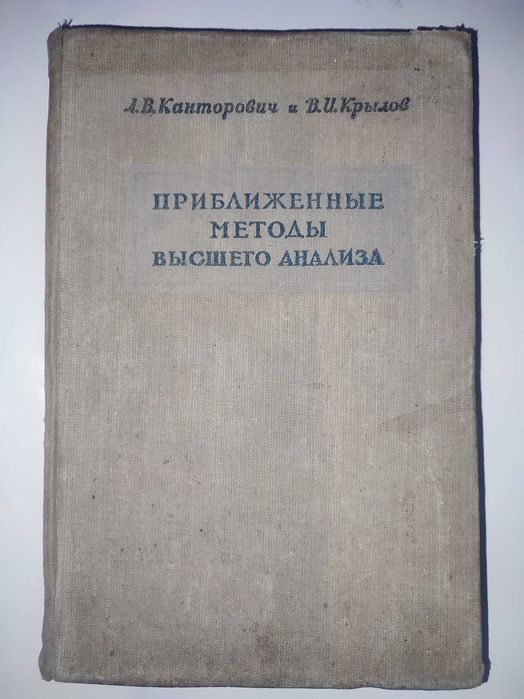 Л.В. Канторович и В.И. Крылов
ПРИБЛИЖЕННЫЕ
МЕТОДЫ
ВЫСШЕГО АНАЛИЗА